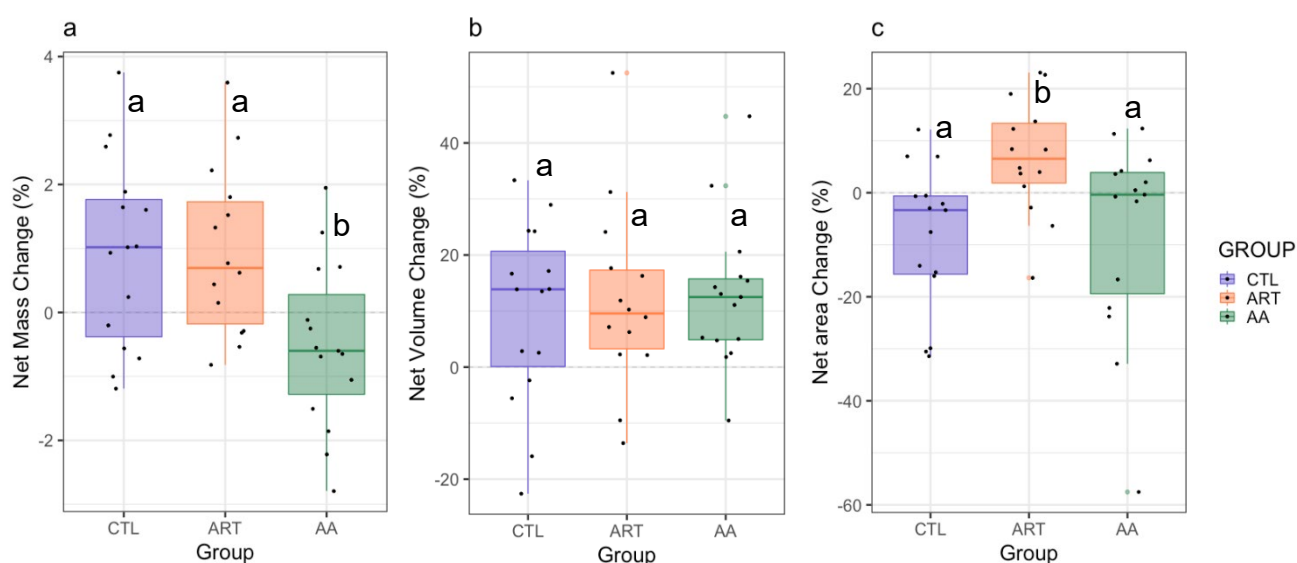 a
4
2
0
-2
Net Mass Change (%)
a
a
b
CTL
ART
AA
Group
b
40
20
0
-20
Net Volume Change (%)
a
a
a
CTL
ART
AA
Group
c
20
0
-20
-40
-60
Net area Change (%)
a
b
a
CTL
ART
AA
Group
GROUP
CTL
ART
AA